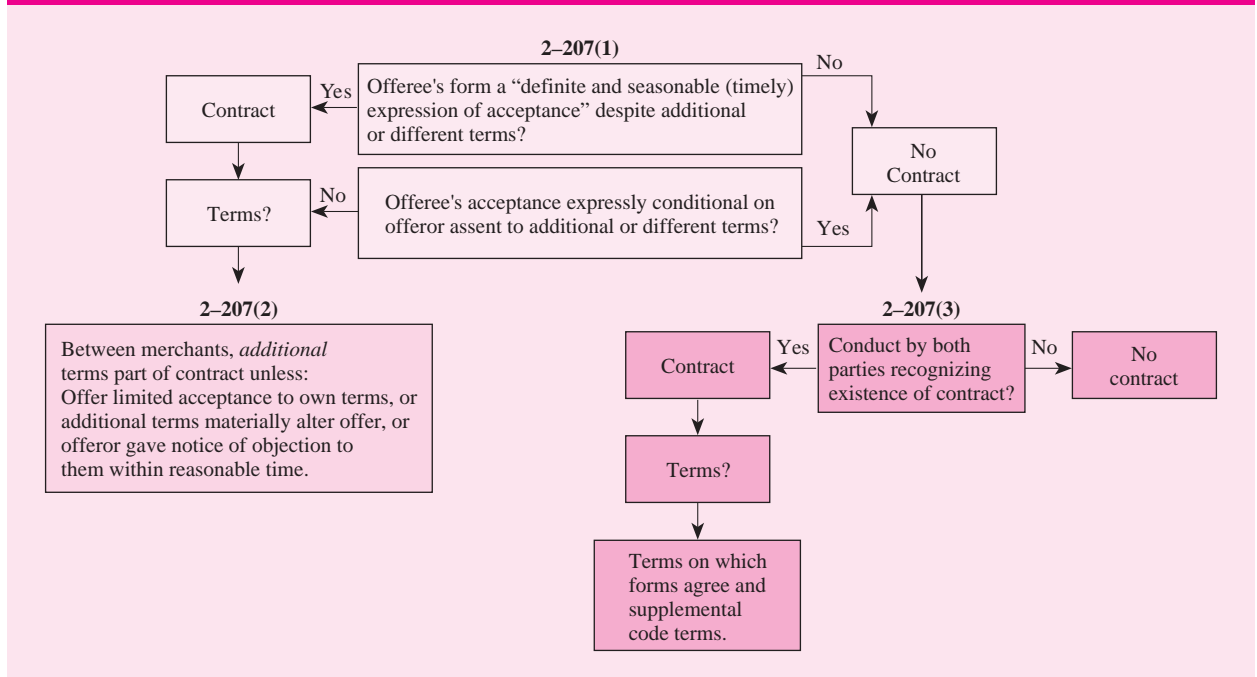 2–207(1)
Offeree's form a “definite and seasonable (timely)
expression of acceptance” despite additional
or different terms?
Yes
No
Contract
No
Contract
Offeree's acceptance expressly conditional on
offeror assent to additional or different terms?
No
Yes
Terms?
2–207(2)
Between merchants, additional
terms part of contract unless:
Offer limited acceptance to own terms, or
additional terms materially alter offer, or
offeror gave notice of objection to
them within reasonable time.
2–207(3)
Conduct by both
parties recognizing
existence of contract?
Yes
No
Contract
No
contract
Terms?
Terms on which
forms agree and
supplemental
code terms.